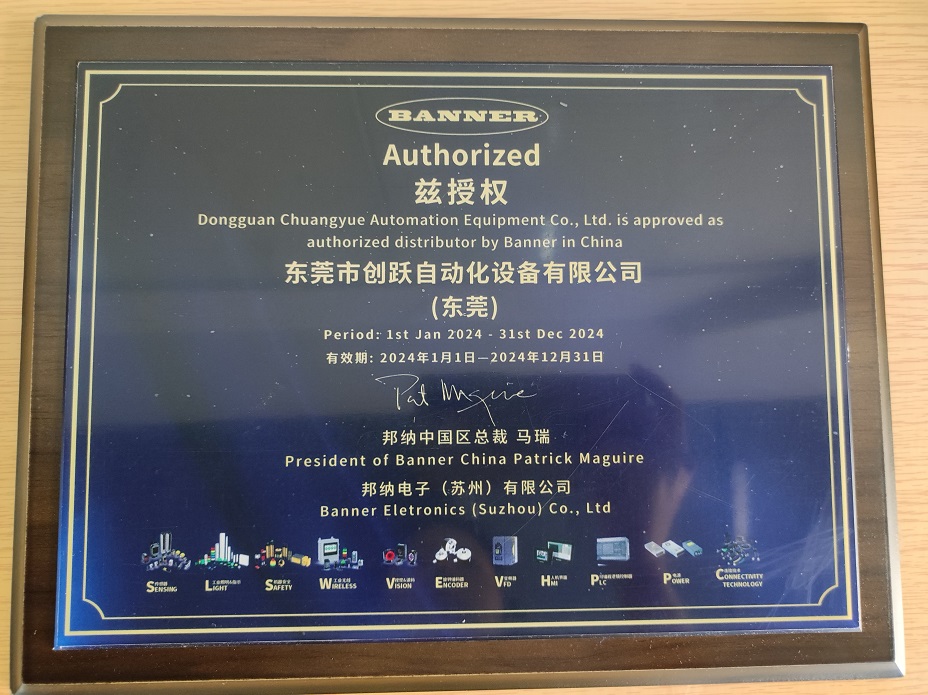 BANNER
Authorized
兹授权
Dongguan Chuangyue Automation Equipment Co., Ltd. is approved as
authorized distributor by Banner in China
东莞市创跃自动化设备有限公司
(东莞)
Period: 1st Jan 2024 - 31st Dec 2024
有效期: 2024年1月1日—2024年12月31日
Pat Maguire
邦纳中国区总裁 马瑞
President of Banner China Patrick Maguire
邦纳电子（苏州）有限公司
Banner Eletronics (Suzhou) Co., Ltd
SENSING
LIGHT
SAFETY
WIRELESS
VISION
ENCODER
VFD
HMI
PLC
POWER
CONNECTIVITY
TECHNOLOGY